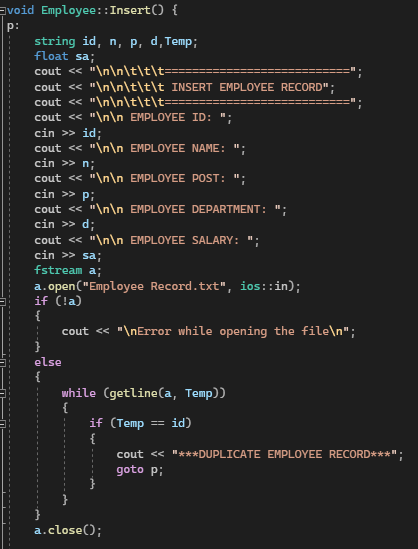 void Employee::Insert() {
p:
    string id, n, p, d,Temp;
    float sa;
    cout << "\n\n\t\t\t===========================";
    cout << "\n\n\t\t\t INSERT EMPLOYEE RECORD";
    cout << "\n\n\t\t\t===========================";
    cout << "\n\n EMPLOYEE ID: ";
    cin >> id;
    cout << "\n\n EMPLOYEE NAME: ";
    cin >> n;
    cout << "\n\n EMPLOYEE POST: ";
    cin >> p;
    cout << "\n\n EMPLOYEE DEPARTMENT: ";
    cin >> d;
    cout << "\n\n EMPLOYEE SALARY: ";
    cin >> sa;
    fstream a;
    a.open("Employee Record.txt", ios::in);
    if (!a)
    {
        cout << "\nError while opening the file\n";
    }
    else
    {
        while (getline(a, Temp))
        {
            if (Temp == id)
            {
                cout << "***DUPLICATE EMPLOYEE RECORD***";
                goto p;
            }
        }
    }
    a.close();